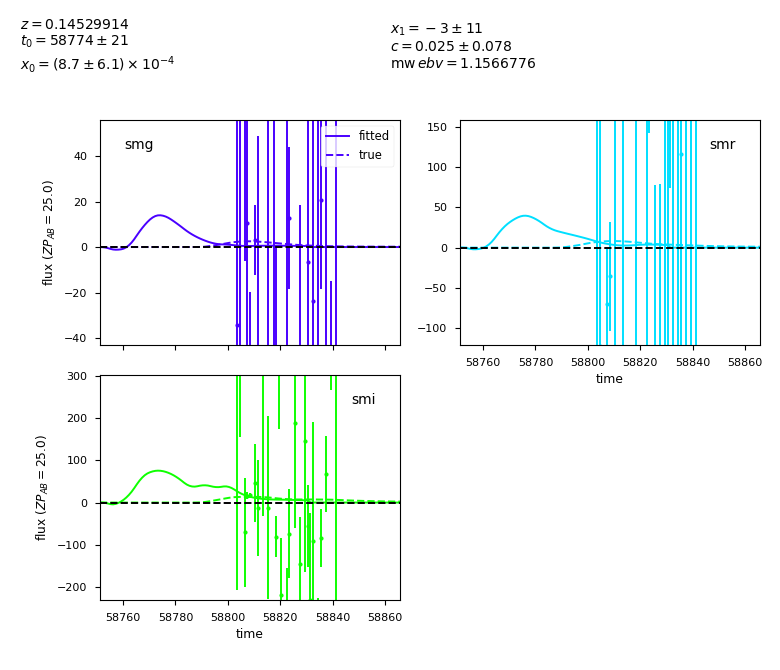 z = 0.14529914
t₀ = 58774 ± 21
x₀ = (8.7 ± 6.1) × 10⁻⁴
x₁ = −3 ± 11
c = 0.025 ± 0.078
mw ebv = 1.1566776
smg
fitted
true
40
20
0
−20
−40
flux (ZP_AB = 25.0)
smr
150
100
50
0
−50
−100
58760 58780 58800 58820 58840 58860
time
smi
300
200
100
0
−100
−200
flux (ZP_AB = 25.0)
58760 58780 58800 58820 58840 58860
time